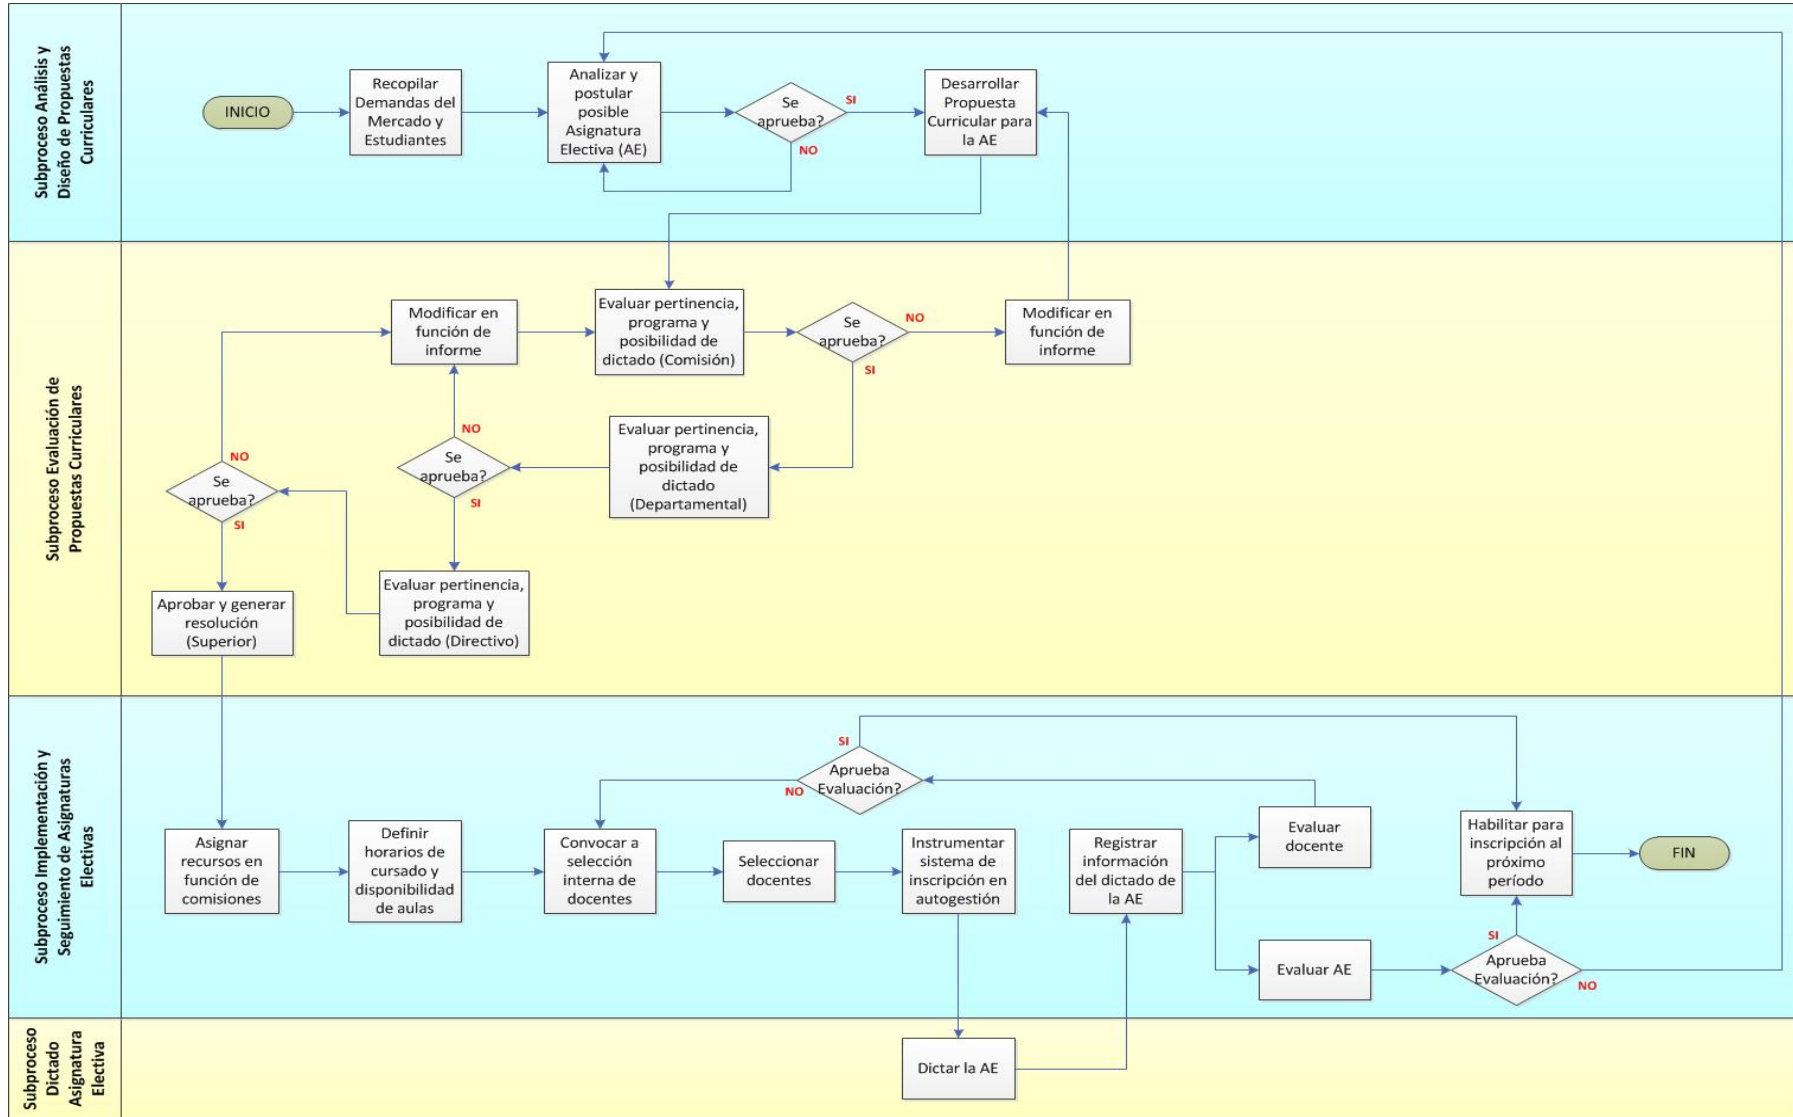 Subproceso Análisis y
Diseño de Propuestas
Curriculares
INICIO
Recopilar
Demandas del
Mercado y
Estudiantes
Analizar y
postular
posible
Asignatura
Electiva (AE)
Se
aprueba?
SI
NO
Desarrollar
Propuesta
Curricular para
la AE
Subproceso Evaluación de
Propuestas Curriculares
Modificar en
función de
informe
Evaluar pertinencia,
programa y
posibilidad de
dictado (Comisión)
Se
aprueba?
NO
SI
Modificar en
función de
informe
Evaluar pertinencia,
programa y
posibilidad de
dictado
(Departamental)
Se
aprueba?
NO
SI
Se
aprueba?
NO
SI
Evaluar pertinencia,
programa y
posibilidad de
dictado (Directivo)
Aprobar y generar
resolución
(Superior)
Subproceso Implementación y
Seguimiento de Asignaturas
Electivas
Asignar
recursos en
función de
comisiones
Definir
horarios de
cursado y
disponibilidad
de aulas
Convocar a
selección
interna de
docentes
Seleccionar
docentes
Instrumentar
sistema de
inscripción en
autogestión
SI
Aprueba
Evaluación?
NO
Registrar
información
del dictado de
la AE
Evaluar
docente
Evaluar AE
Habilitar para
inscripción al
próximo
período
SI
Aprueba
Evaluación?
NO
FIN
Subproceso
Dictado
Asignatura
Electiva
Dictar la AE